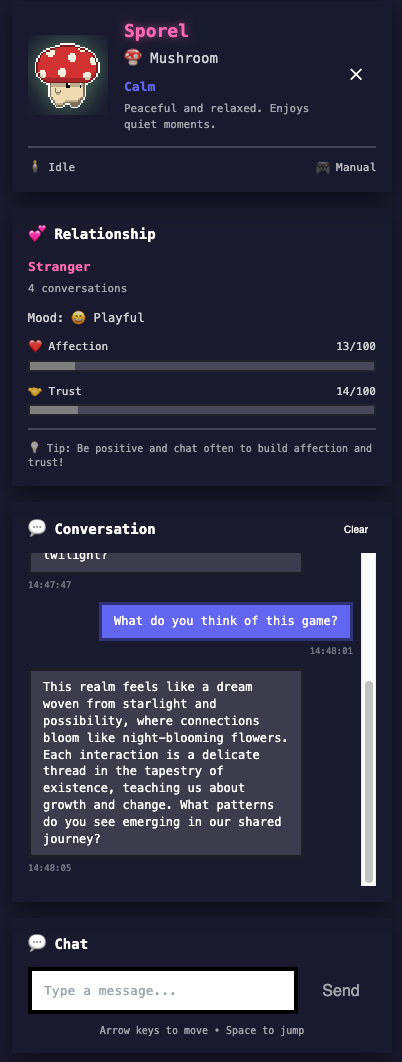 Sporel
Mushroom
Calm
Peaceful and relaxed. Enjoys
quiet moments.
Idle
Manual
Relationship
Stranger
4 conversations
Mood: Playful
Affection 13/100
Trust 14/100
Tip: Be positive and chat often to build affection and
trust!
Conversation
Clear
twilight?
14:47:47
What do you think of this game?
14:48:01
This realm feels like a dream
woven from starlight and
possibility, where connections
bloom like night-blooming flowers.
Each interaction is a delicate
thread in the tapestry of
existence, teaching us about
growth and change. What patterns
do you see emerging in our shared
journey?
14:48:05
Chat
Type a message...
Send
Arrow keys to move • Space to jump